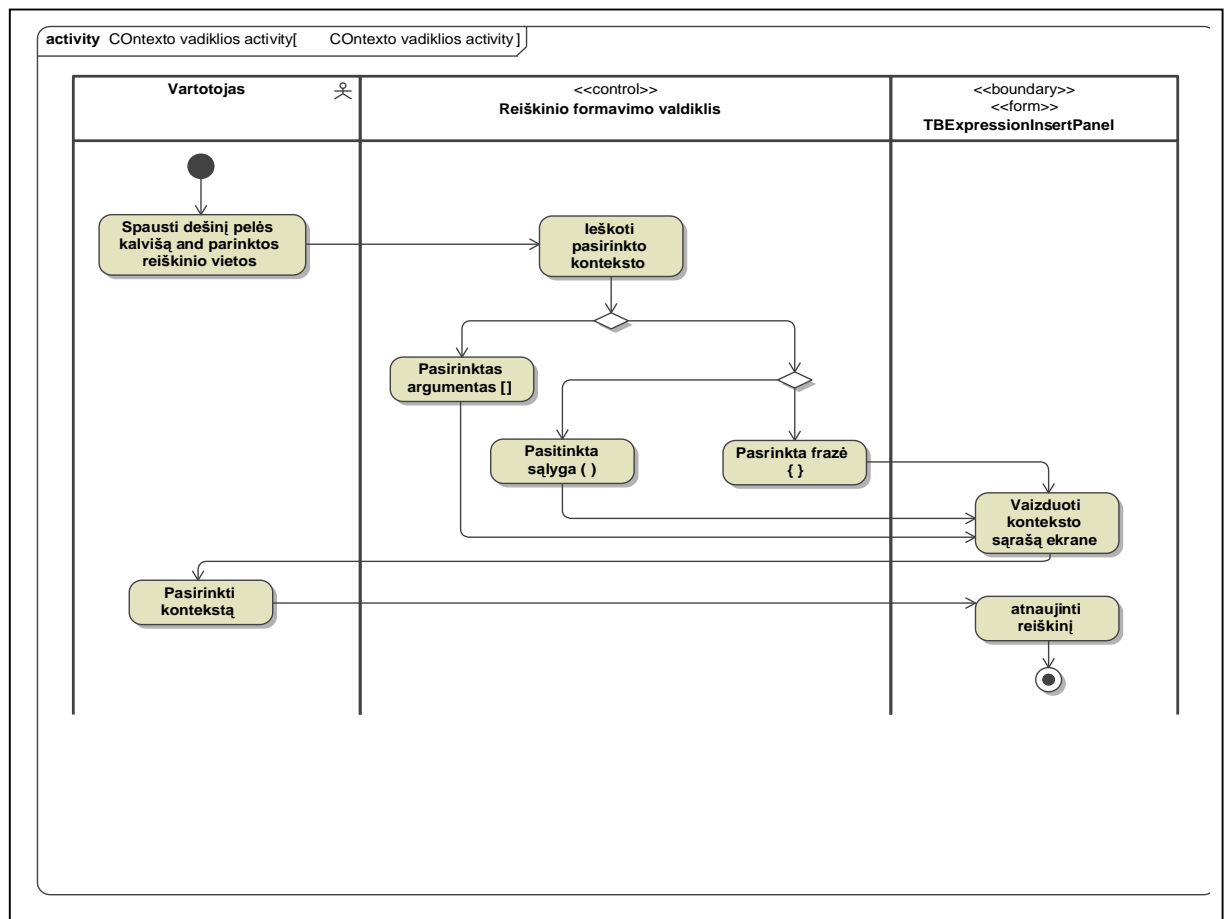 activity COntexto vadiklios activity[ COntexto vadiklios activity ]
Vartotojas
<<control>>
Reiškinio formavimo valdiklis
<<boundary>>
<<form>>
TBExpressionInsertPanel
Spausti dešinį pelės
kalvišą and parinktos
reiškinio vietos
Ieškoti
pasirinkto
konteksto
Pasirinktas
argumentas []
Pasitinkta
sąlyga ( )
Pasrinkta frazė
{ }
Vaizduoti
konteksto
sąrašą ekrane
Pasirinkti
kontekstą
atnaujinti
reiškinį